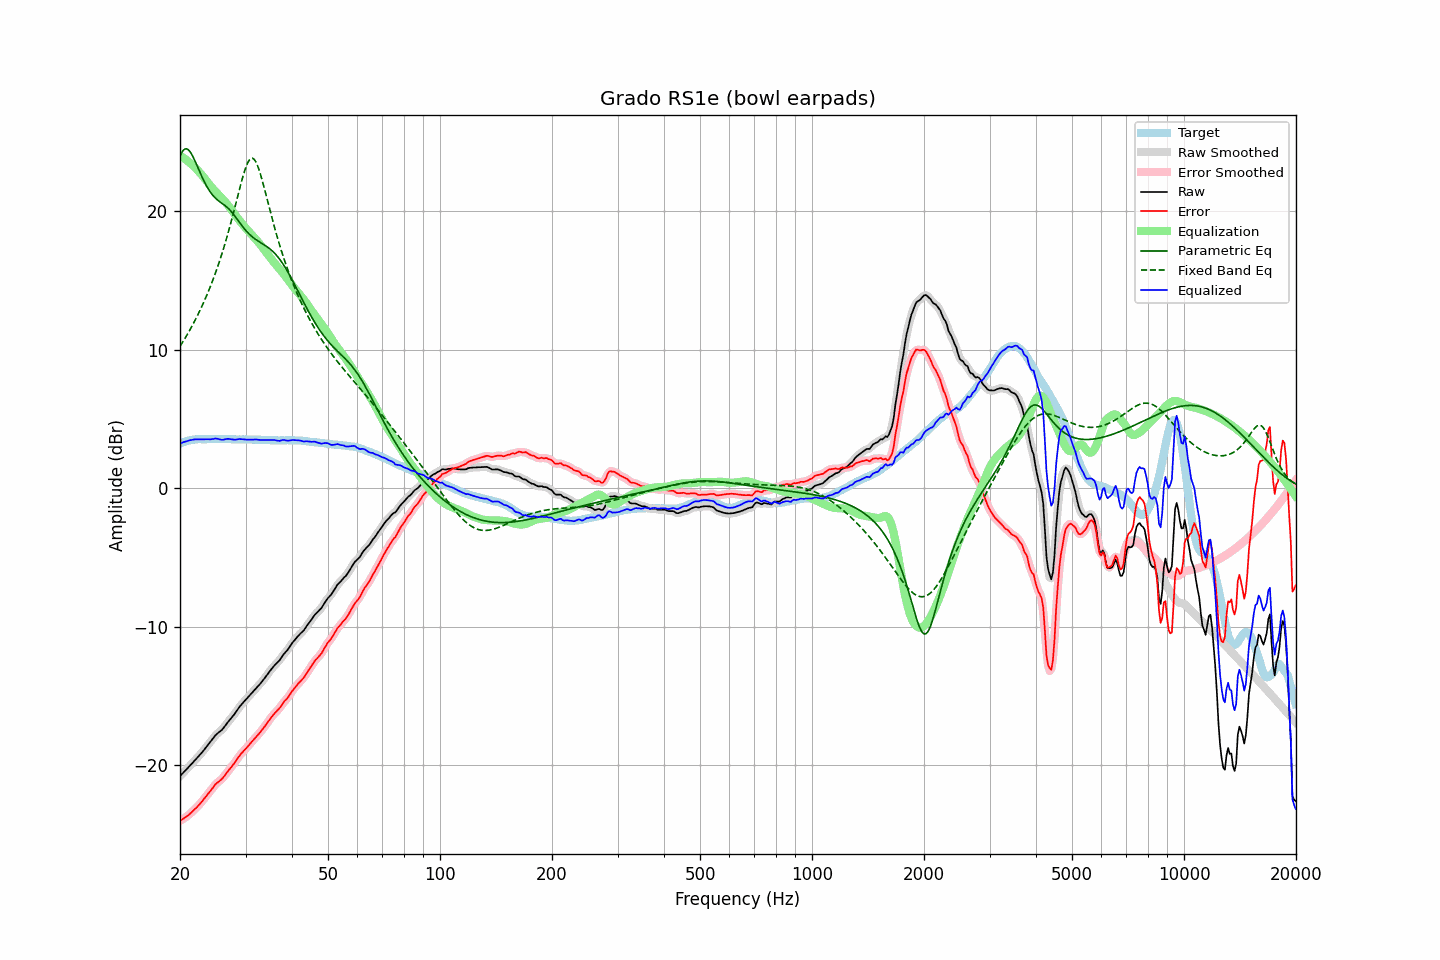 Grado RS1e (bowl earpads)
Target
Raw Smoothed
Error Smoothed
Raw
Error
Equalization
Parametric Eq
Fixed Band Eq
Equalized
Amplitude (dBr)
20
10
0
−10
−20
20 50 100 200 500 1000 2000 5000 10000 20000
Frequency (Hz)